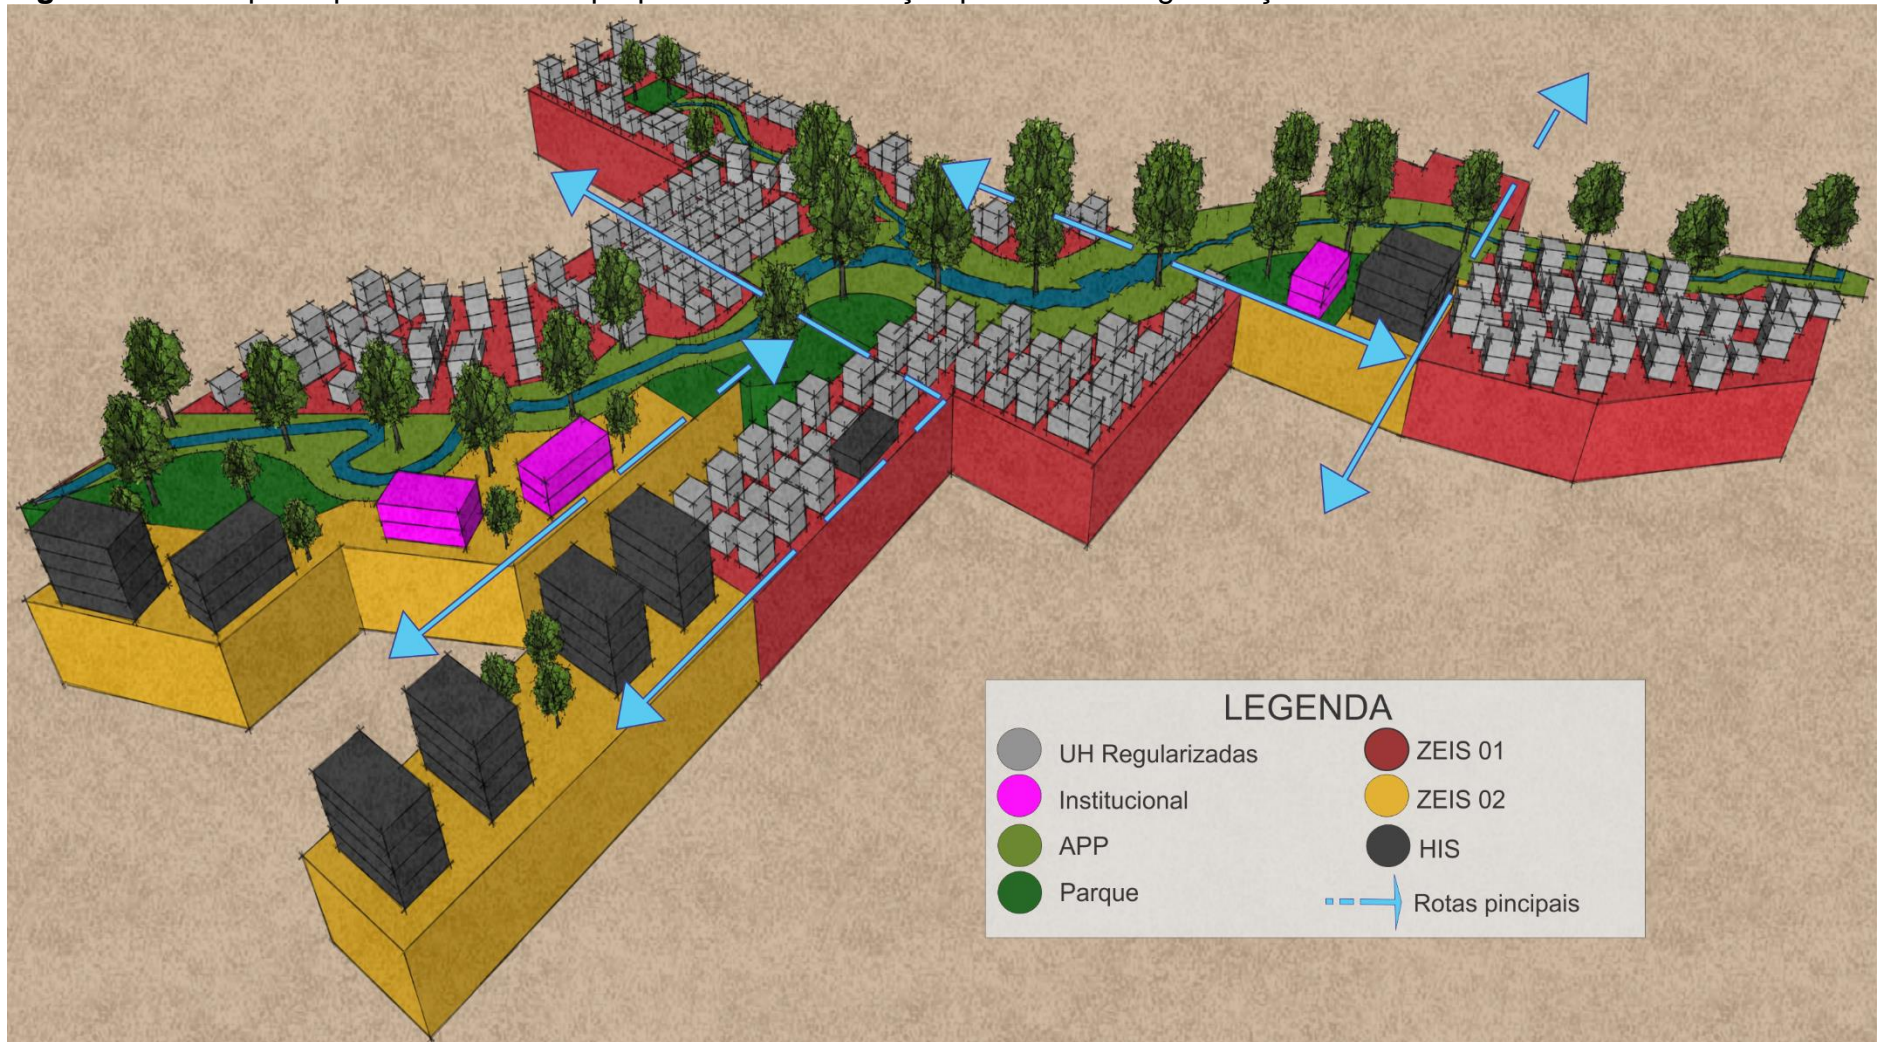 LEGENDA
UH Regularizadas
Institucional
APP
Parque
ZEIS 01
ZEIS 02
HIS
Rotas pincipais